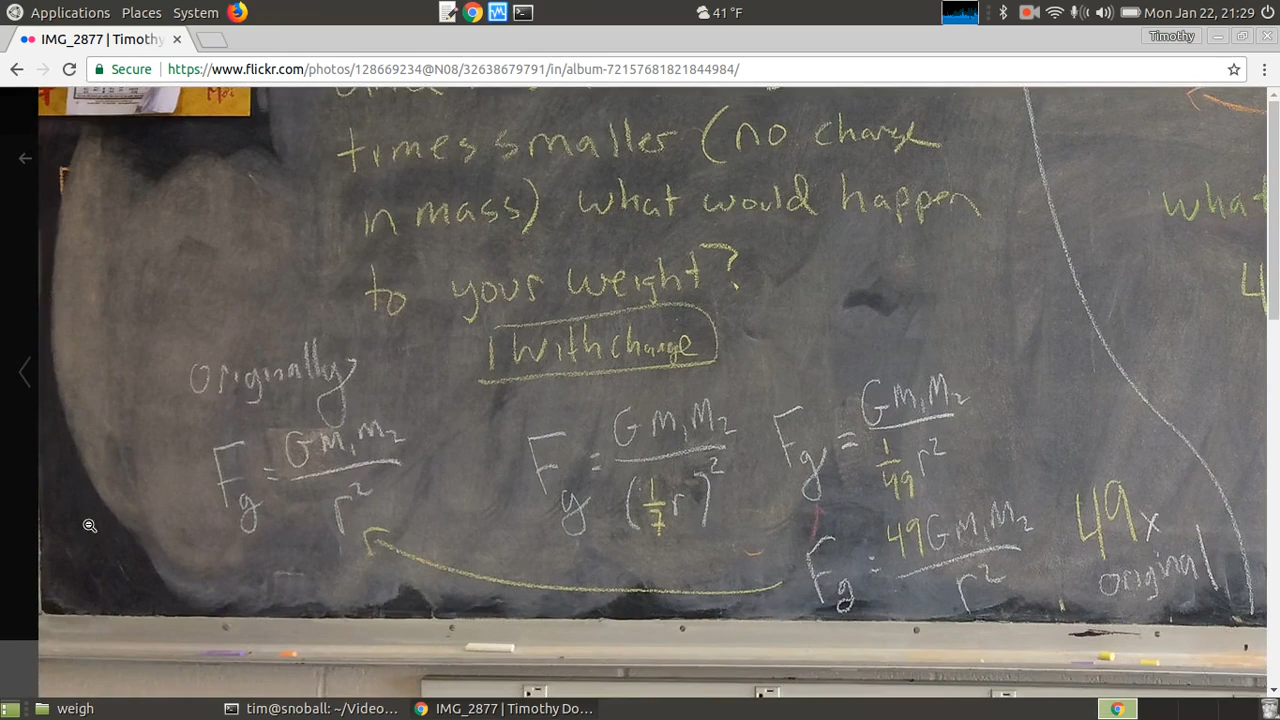 Applications Places System
41 °F
Mon Jan 22, 21:29
IMG_2877 | Timothy
Timothy
Secure
https://www.flickr.com/photos/128669234@N08/32638679791/in/album-72157681821844984/
times smaller (no change
in mass) what would happen
to your weight?
1 With change
what
4
originally
Fg = GM1M2 / r²
Fg = GM1M2 / (1/7 r)²
Fg = GM1M2 / 1/49 r²
Fg = 49GM1M2 / r²
49x
original
weigh
tim@snoball: ~/Video...
IMG_2877 | Timothy Do...